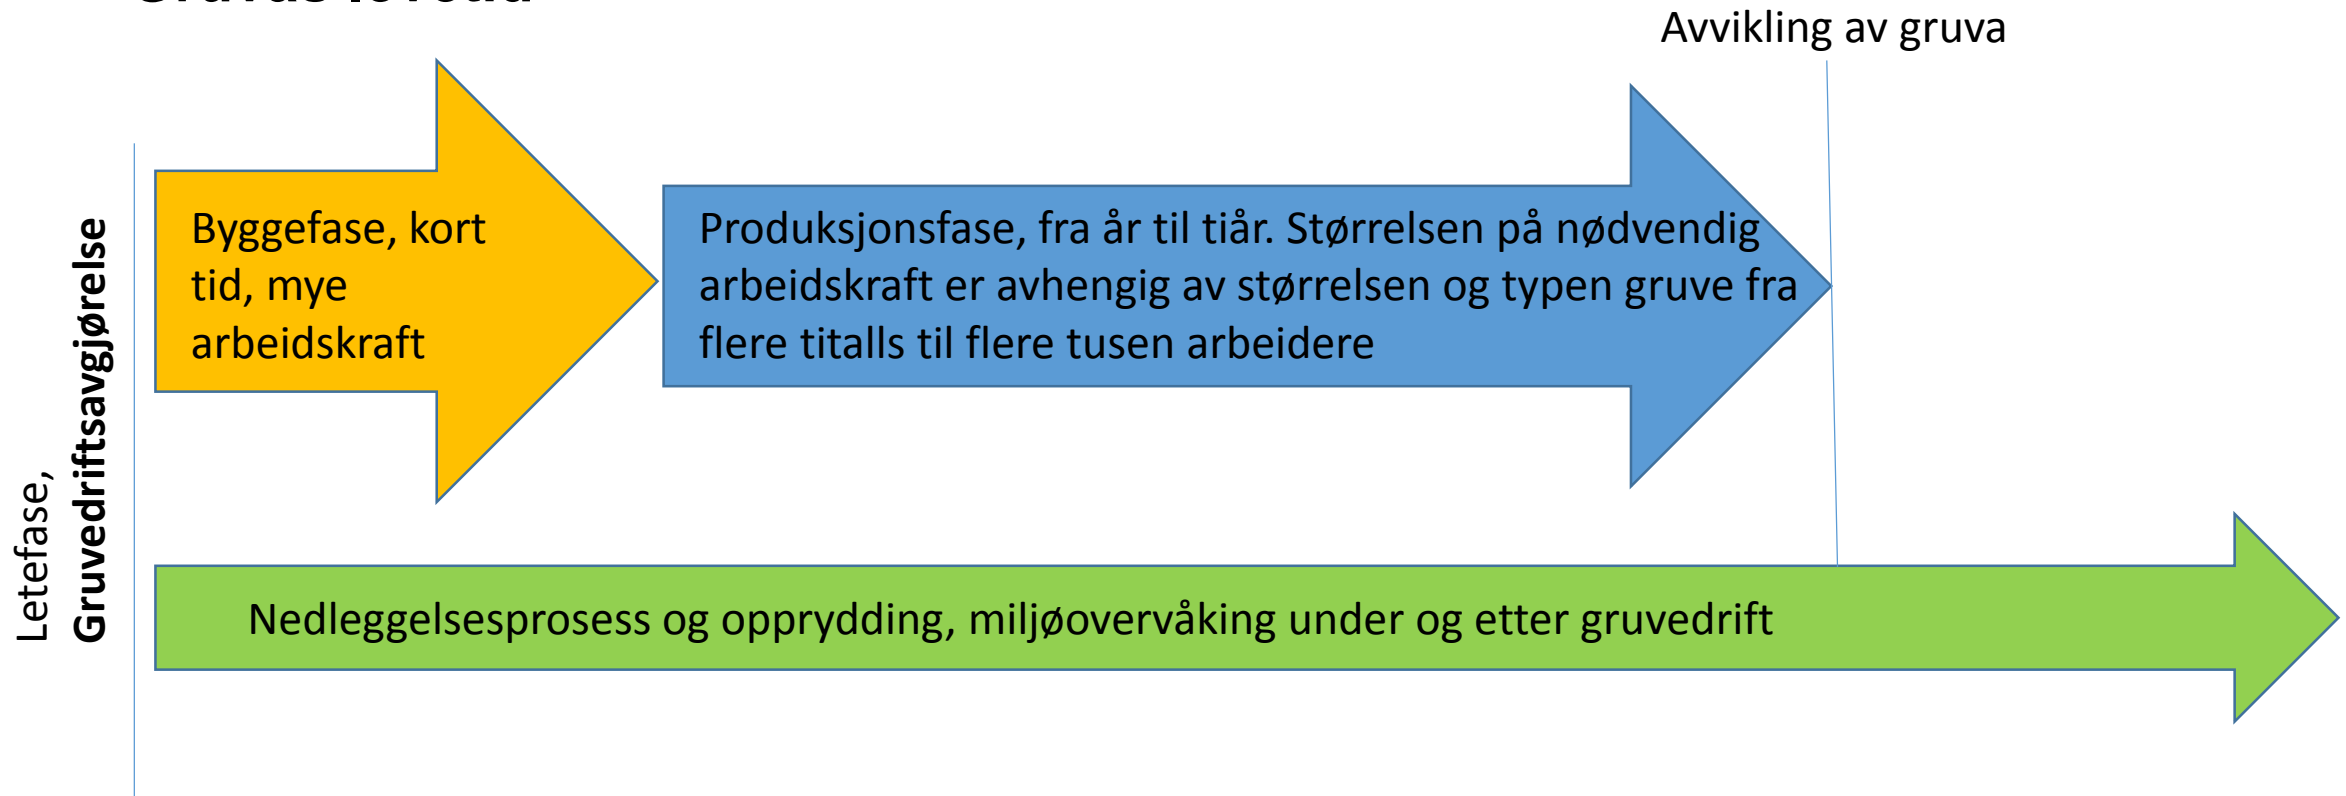 Avvikling av gruva
Letefase,
Gruvedriftsavgjørelse
Byggefase, kort
tid, mye
arbeidskraft
Produksjonsfase, fra år til tiår. Størrelsen på nødvendig
arbeidskraft er avhengig av størrelsen og typen gruve fra
flere titalls til flere tusen arbeidere
Nedleggelsesprosess og opprydding, miljøovervåking under og etter gruvedrift